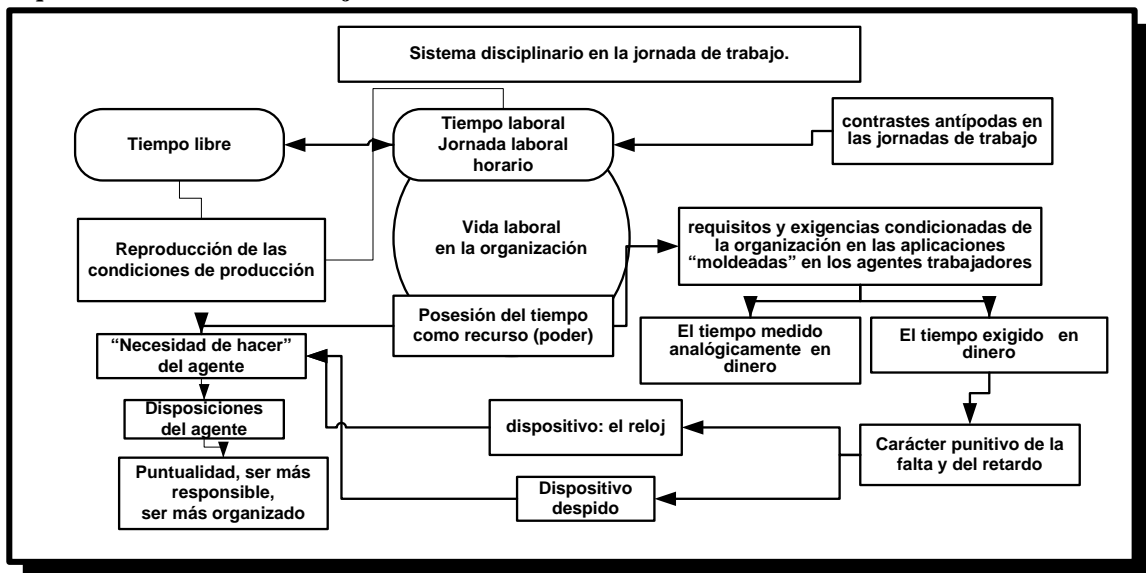 Sistema disciplinario en la jornada de trabajo.
Tiempo libre
Tiempo laboral
Jornada laboral
horario
contrastes antípodas en
las jornadas de trabajo
Reproducción de las
condiciones de producción
Vida laboral
en la organización
requisitos y exigencias condicionadas de
la organización en las aplicaciones
“moldeadas” en los agentes trabajadores
Posesión del tiempo
como recurso (poder)
“Necesidad de hacer”
del agente
El tiempo medido
analógicamente en
dinero
El tiempo exigido en
dinero
Disposiciones
del agente
dispositivo: el reloj
Carácter punitivo de la
falta y del retardo
Puntualidad, ser más
responsible,
ser más organizado
Dispositivo
despido